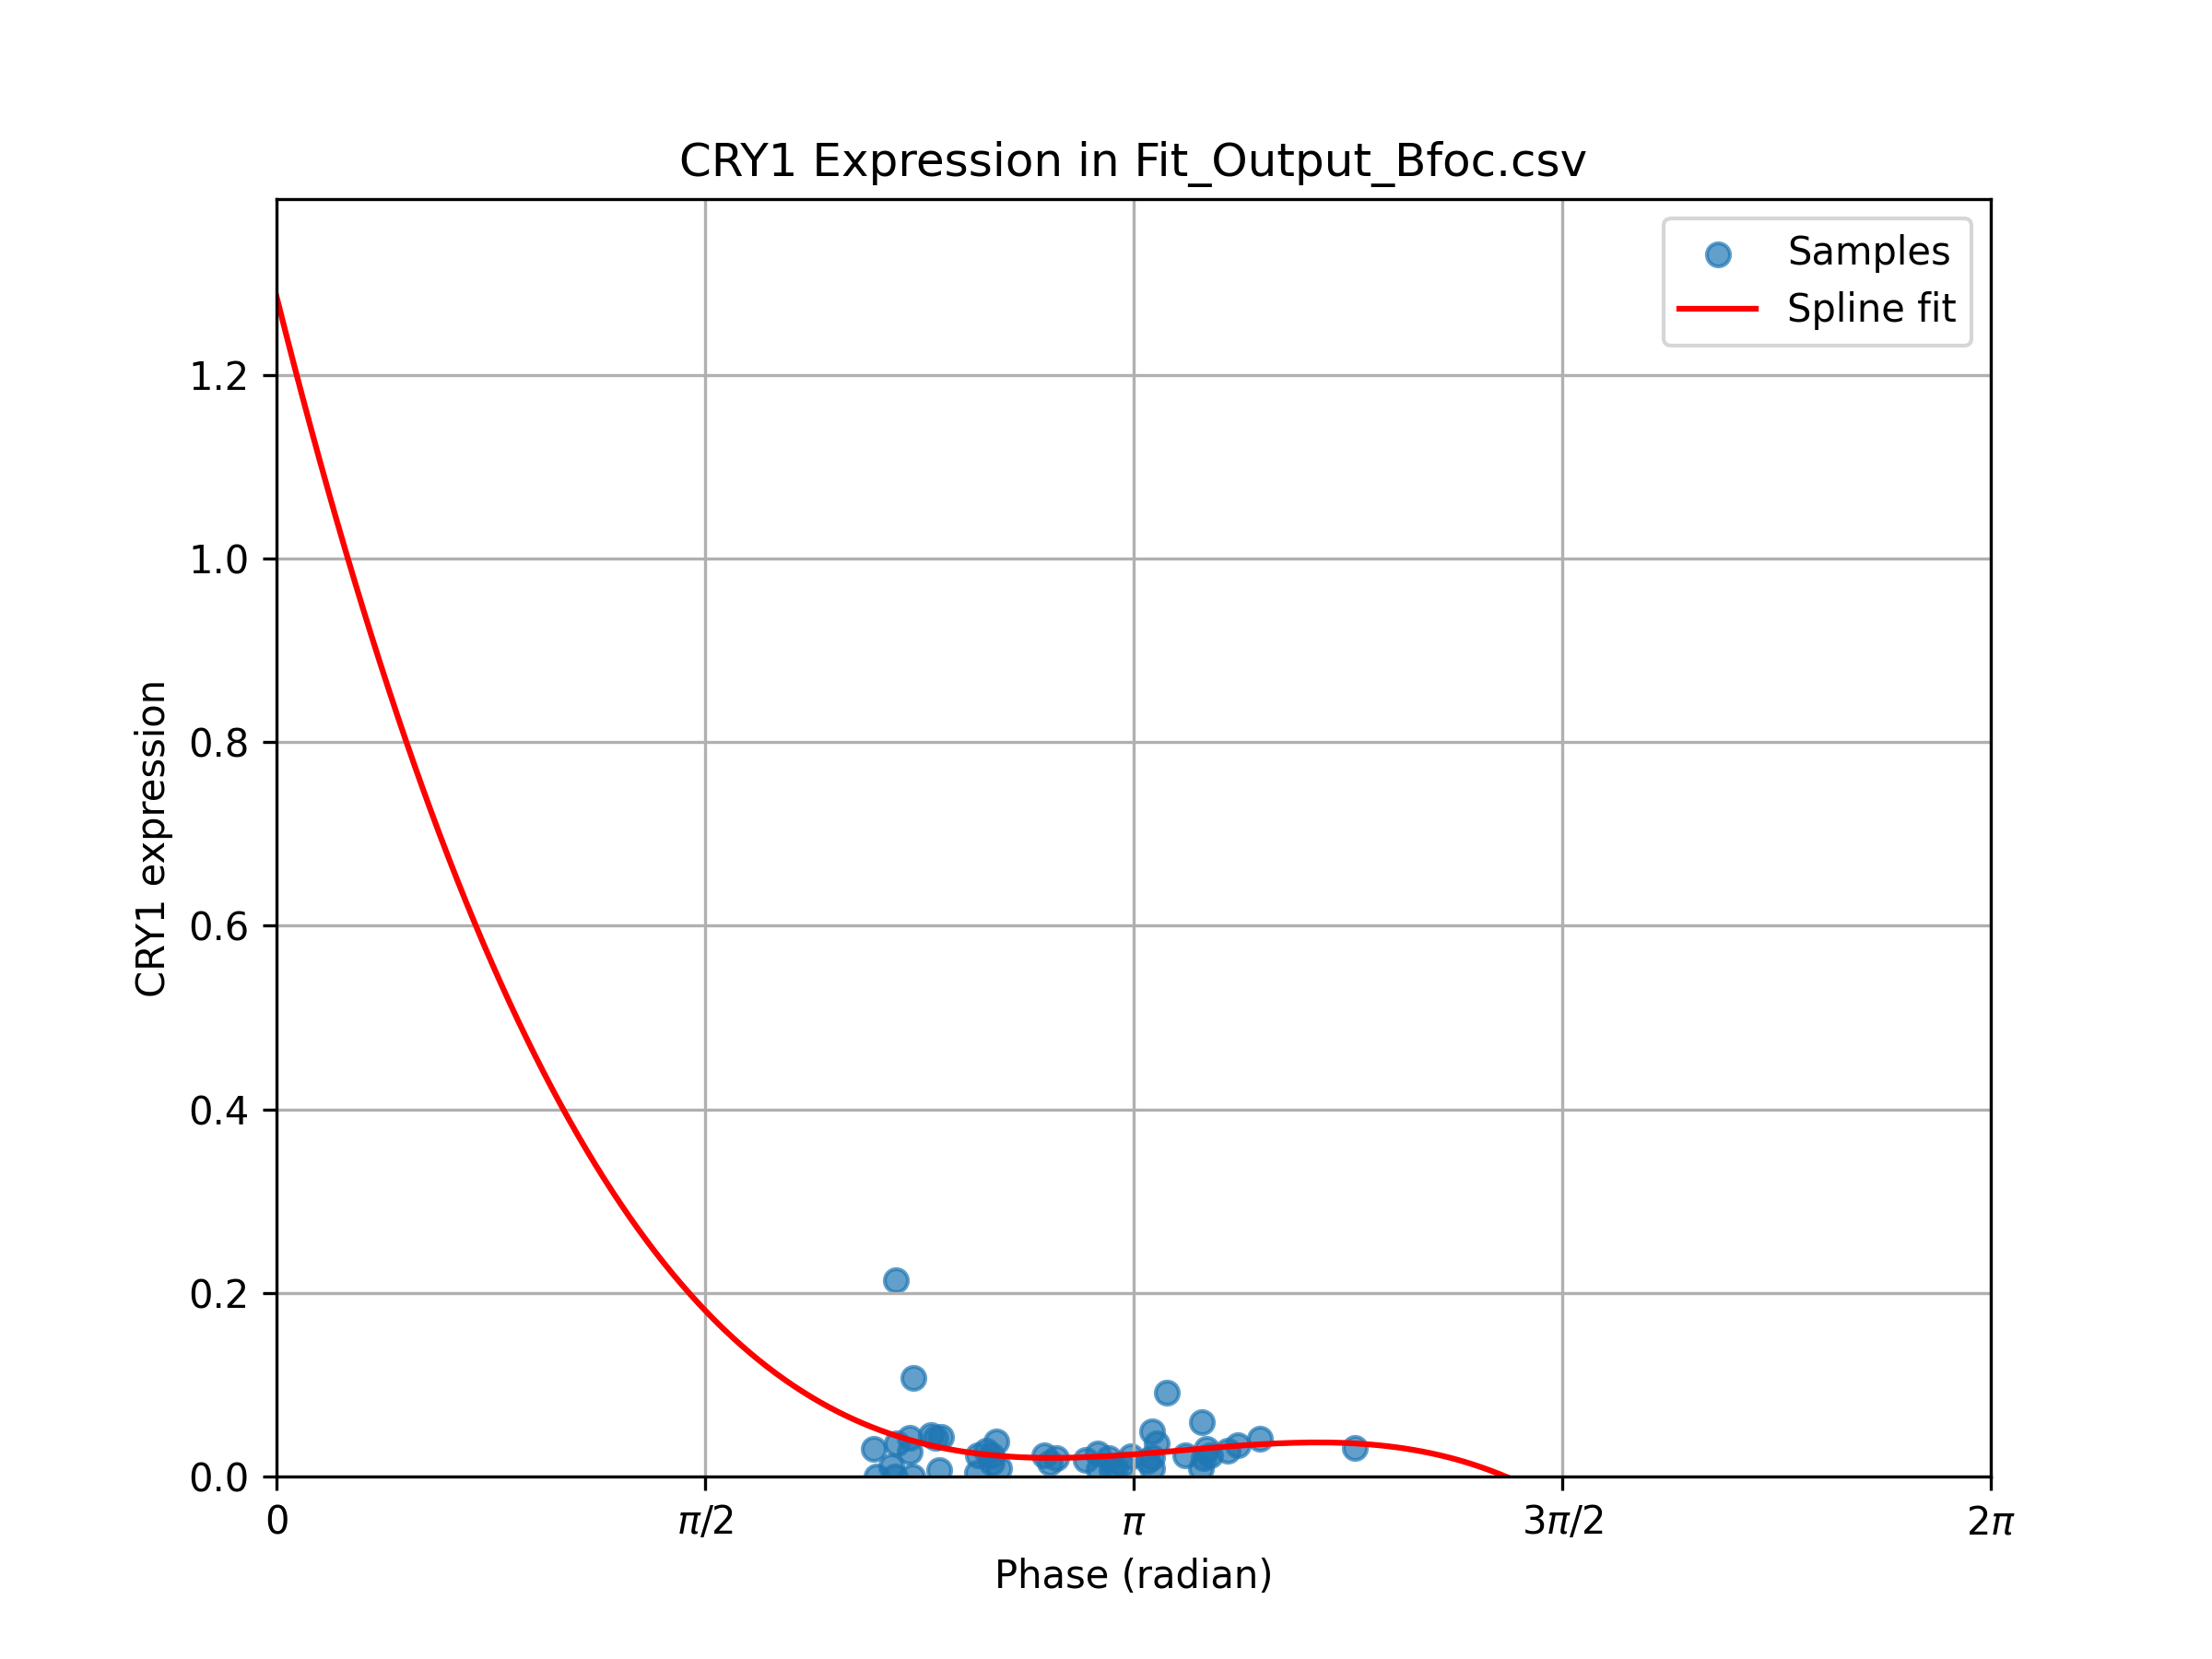 CRY1 Expression in Fit_Output_Bfoc.csv
Samples
Spline fit
1.2
1.0
0.8
0.6
0.4
0.2
0.0
CRY1 expression
0
π/2
π
3π/2
2π
Phase (radian)